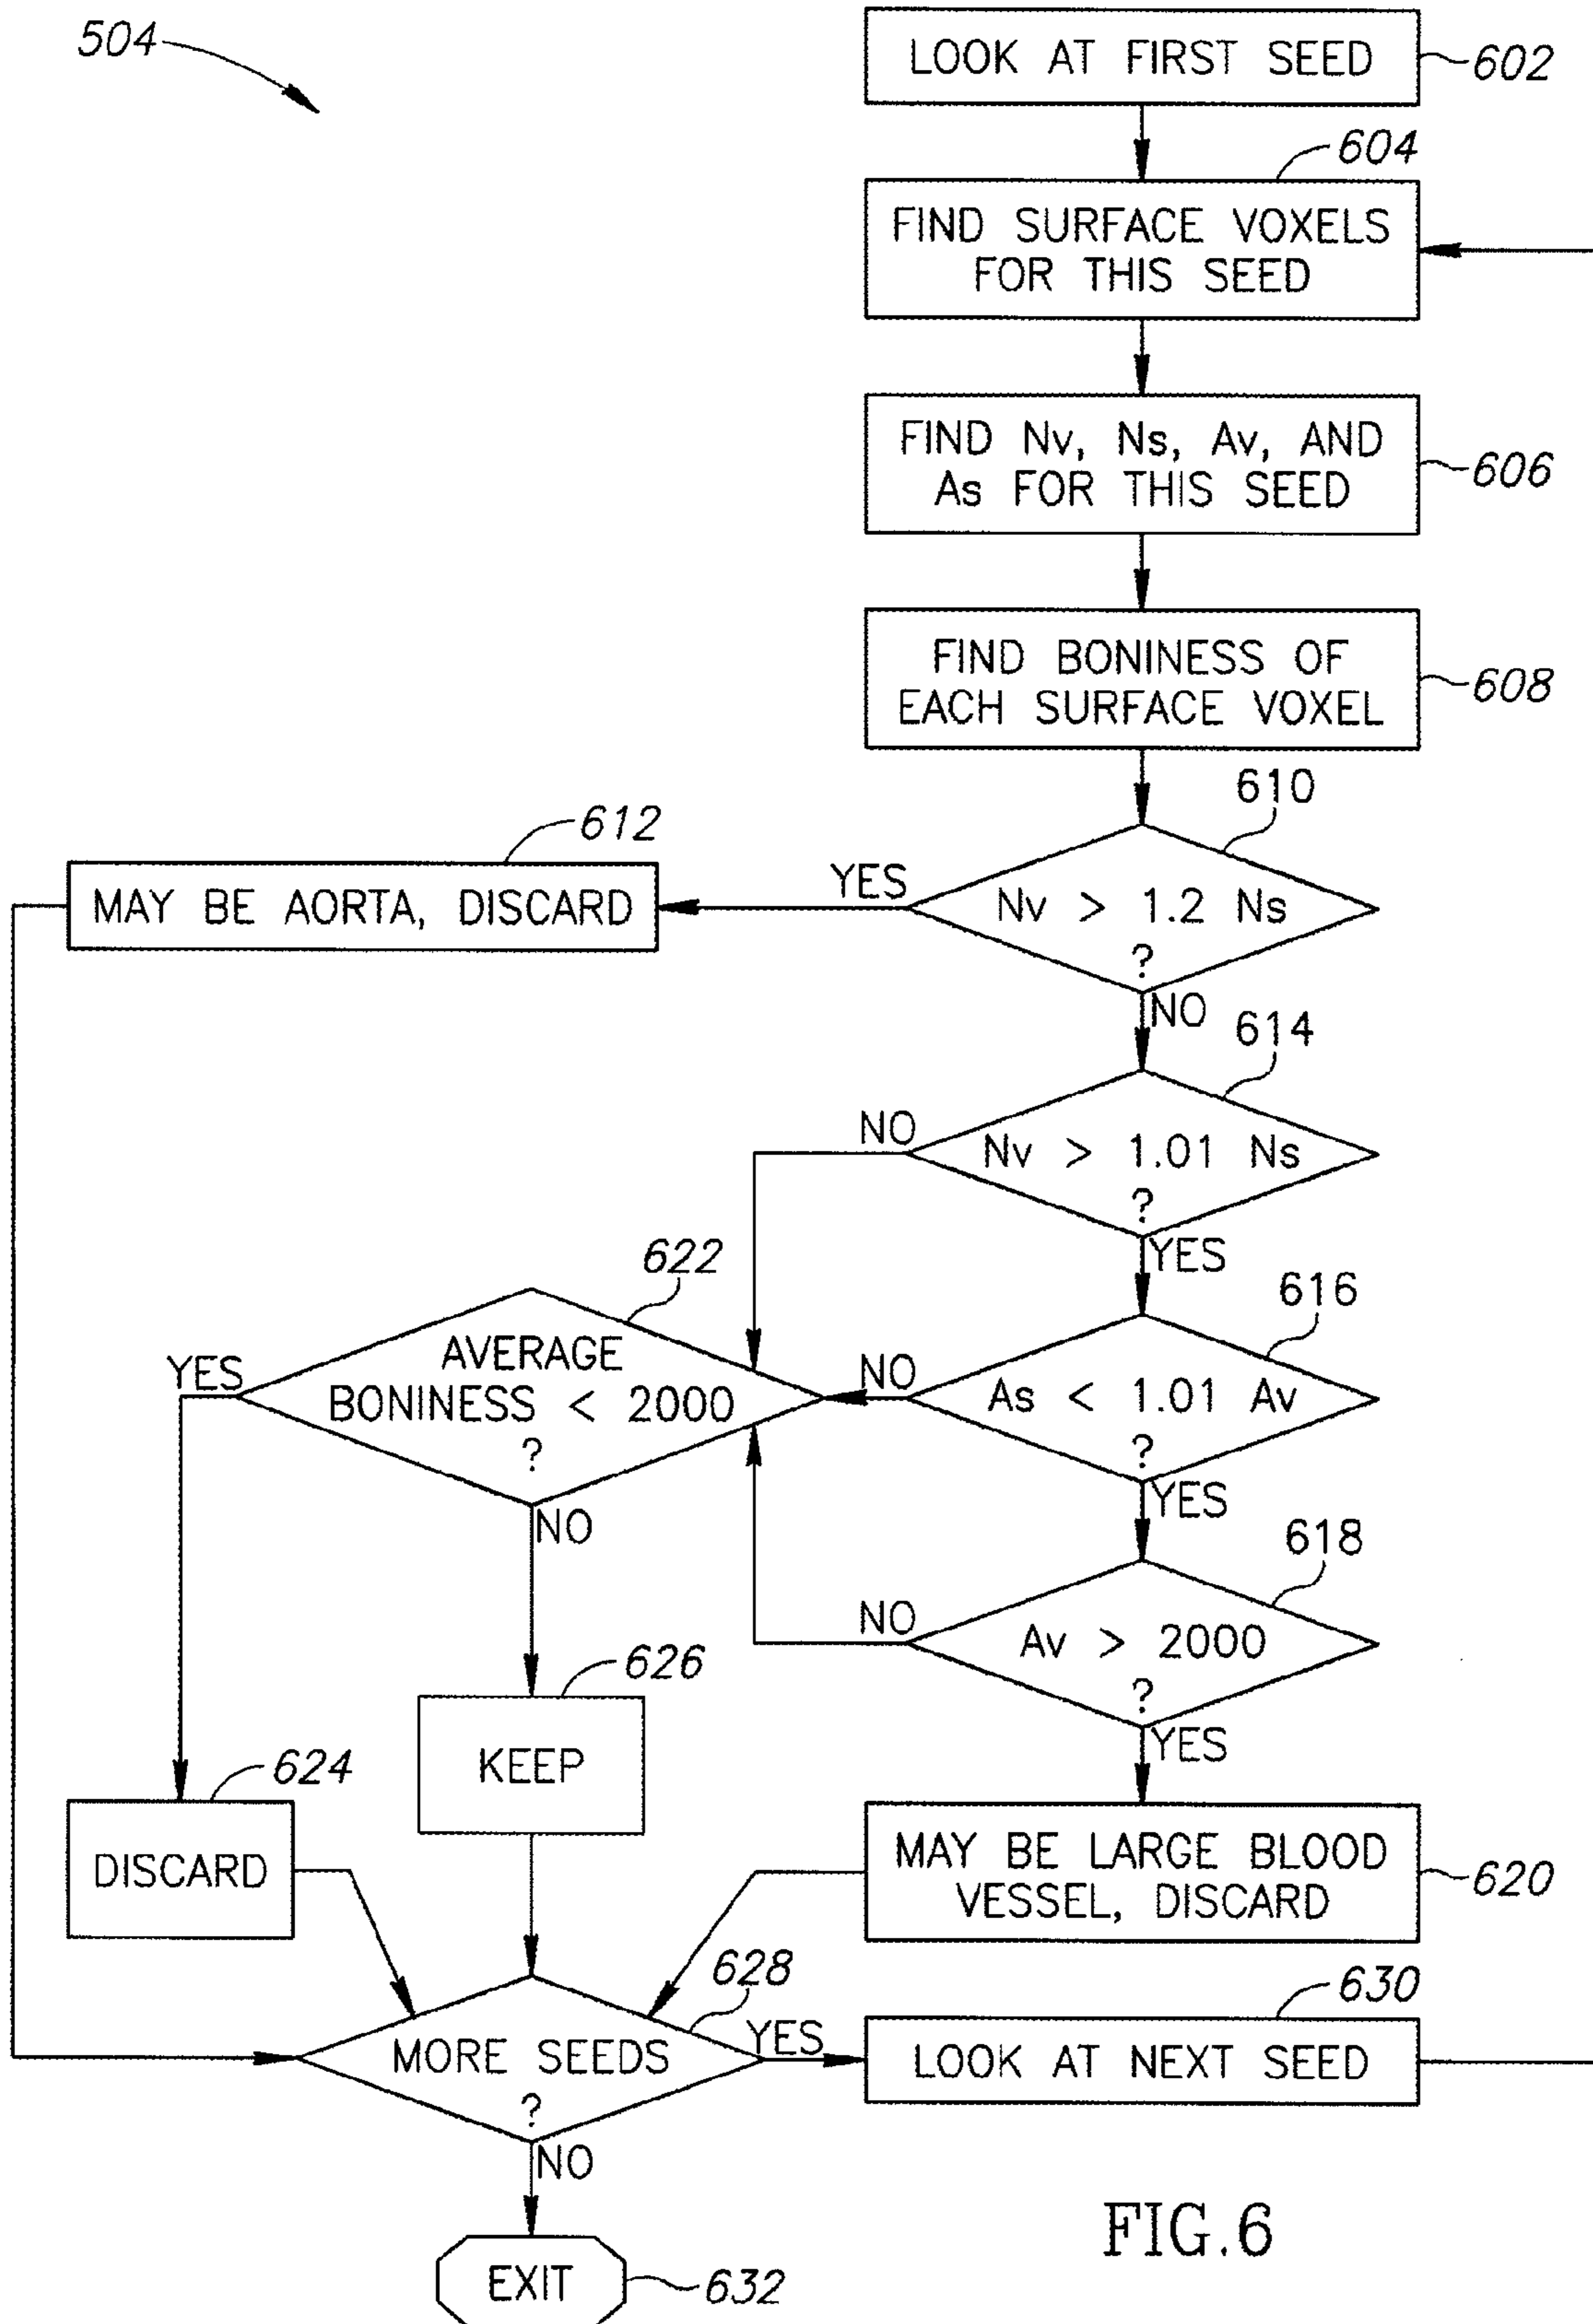 504
LOOK AT FIRST SEED
602
604
FIND SURFACE VOXELS
FOR THIS SEED
FIND Nv, Ns, Av, AND
As FOR THIS SEED
606
FIND BONINESS OF
EACH SURFACE VOXEL
608
610
612
MAY BE AORTA, DISCARD
YES
Nv > 1.2 Ns
?
NO
614
NO
Nv > 1.01 Ns
?
YES
622
616
YES
AVERAGE
BONINESS < 2000
?
NO
NO
As < 1.01 Av
?
YES
618
NO
Av > 2000
?
YES
626
KEEP
624
DISCARD
MAY BE LARGE BLOOD
VESSEL, DISCARD
620
628
MORE SEEDS
?
YES
NO
630
LOOK AT NEXT SEED
EXIT
632
FIG.6